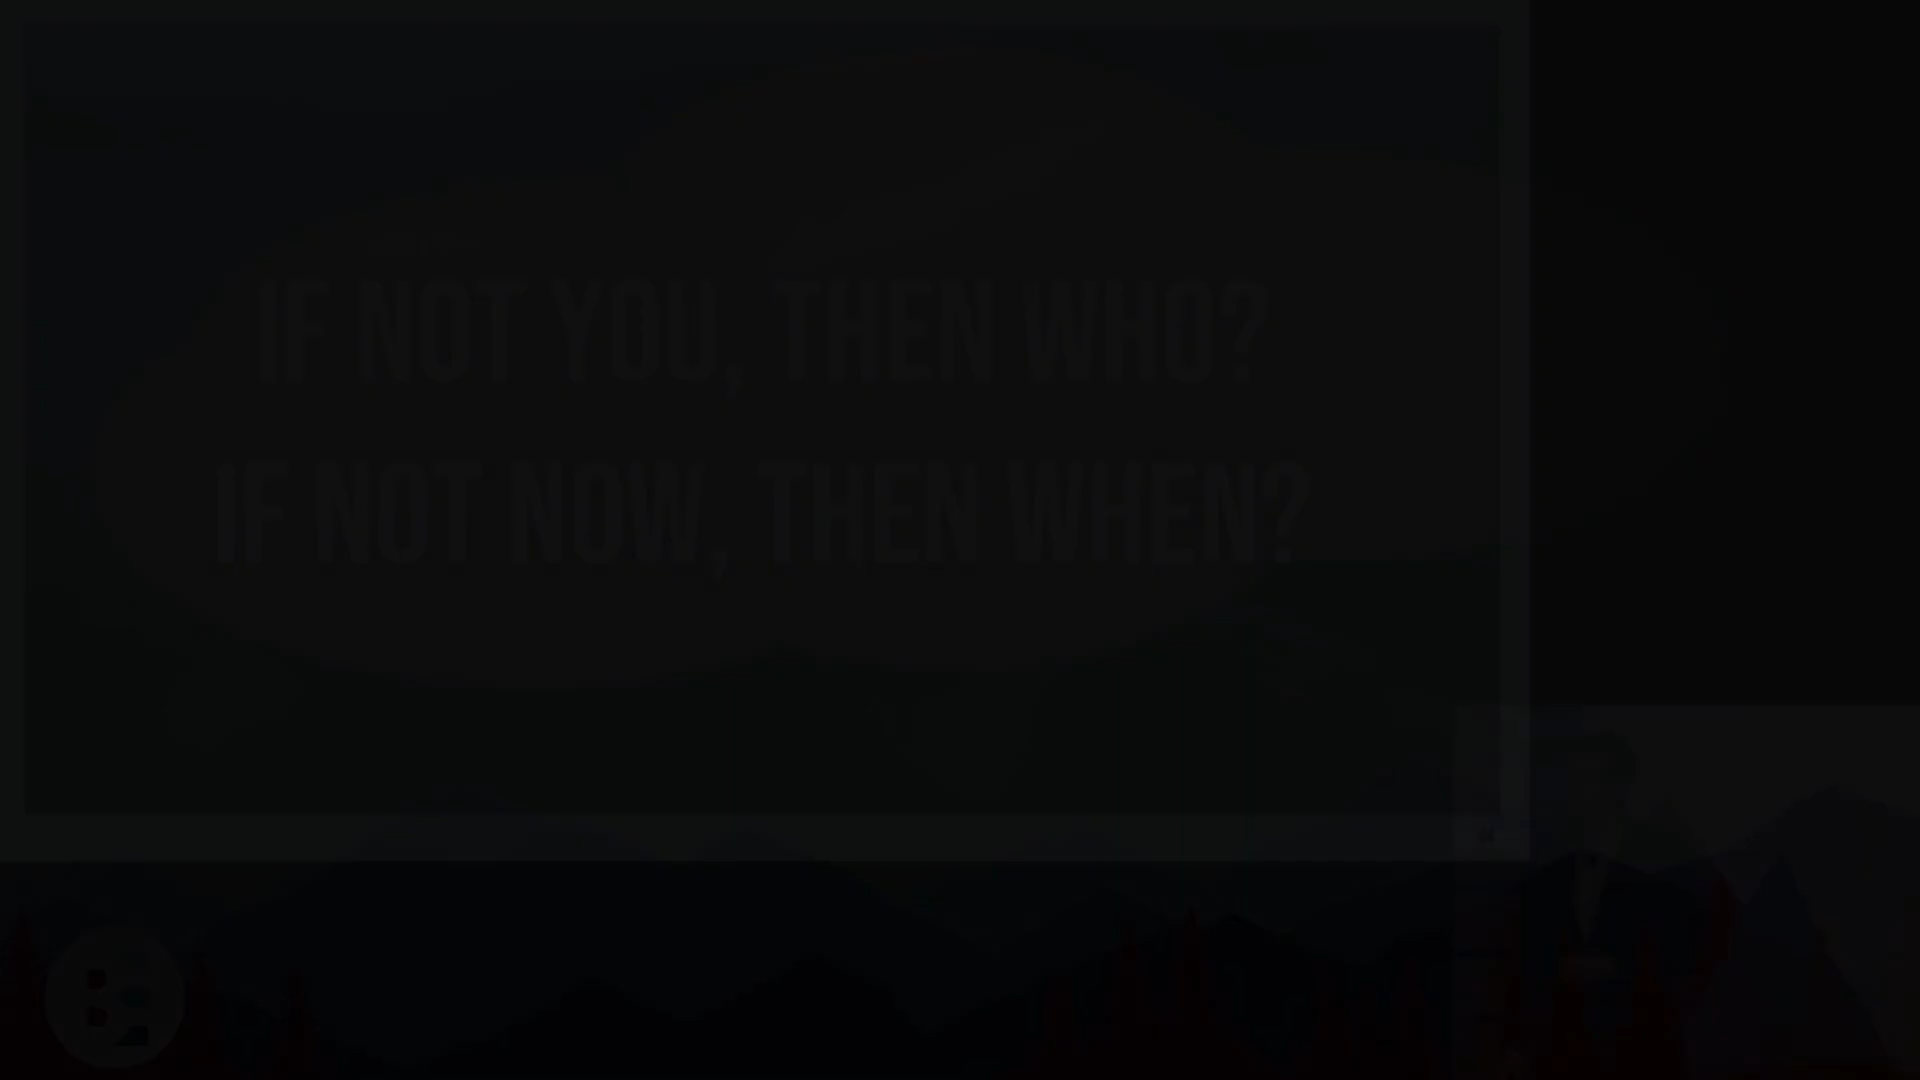 IF NOT YOU, THEN WHO?
IF NOT NOW, THEN WHEN?